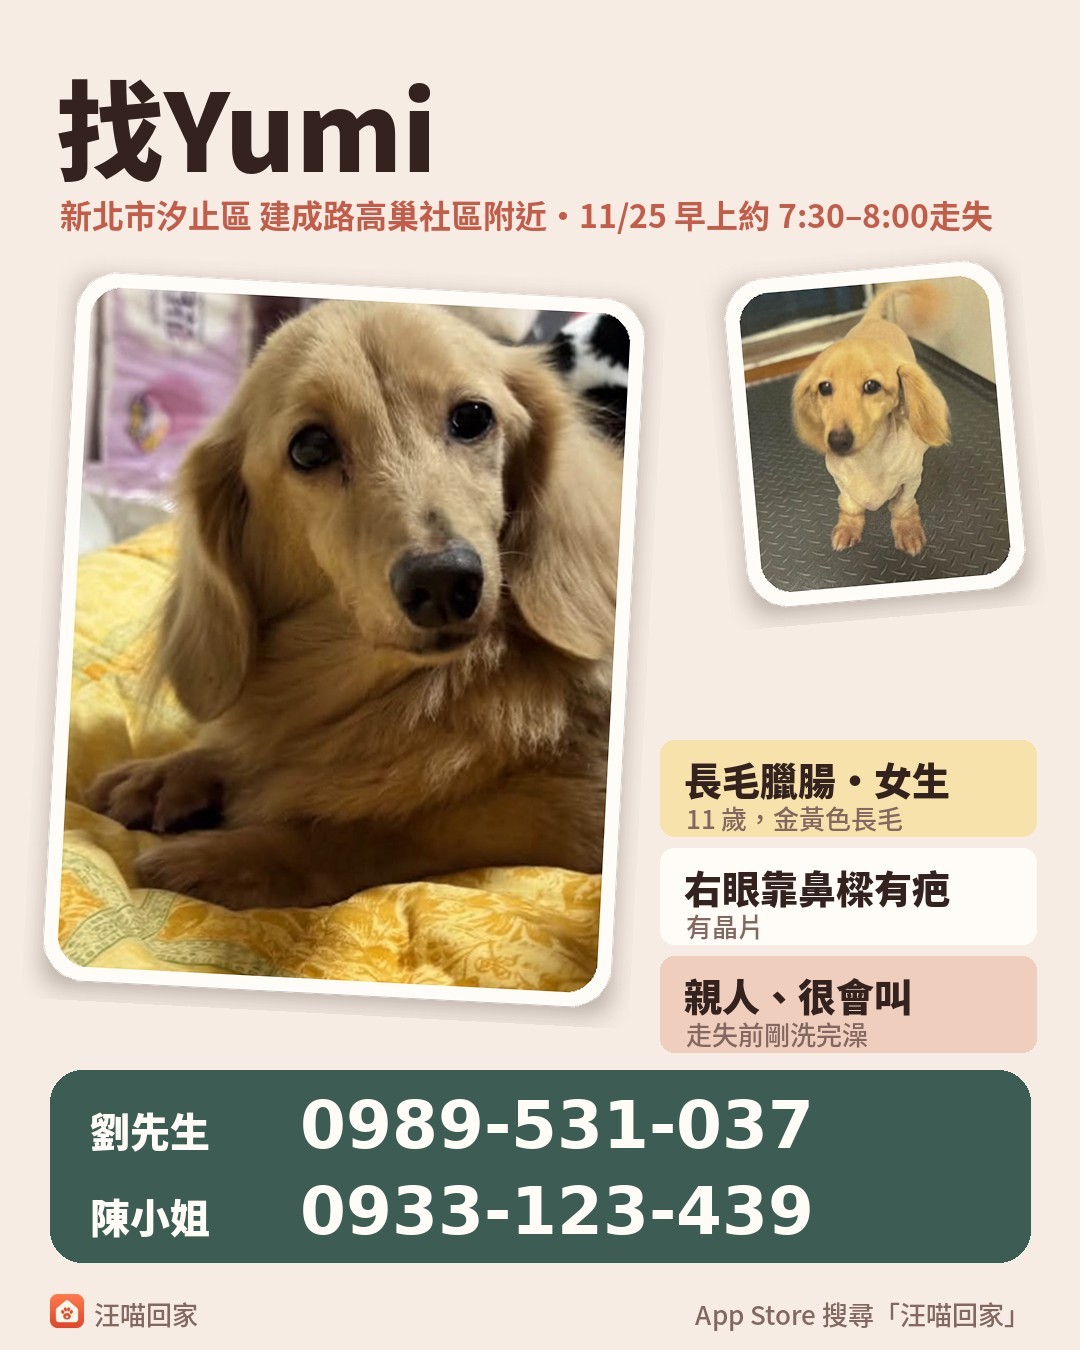 找Yumi
新北市汐止區 建成路高巢社區附近・11/25 早上約 7:30–8:00走失
長毛臘腸・女生
11 歲，金黃色長毛
右眼靠鼻樑有疤
有晶片
親人、很會叫
走失前剛洗完澡
劉先生 0989-531-037
陳小姐 0933-123-439
汪喵回家 App Store 搜尋「汪喵回家」